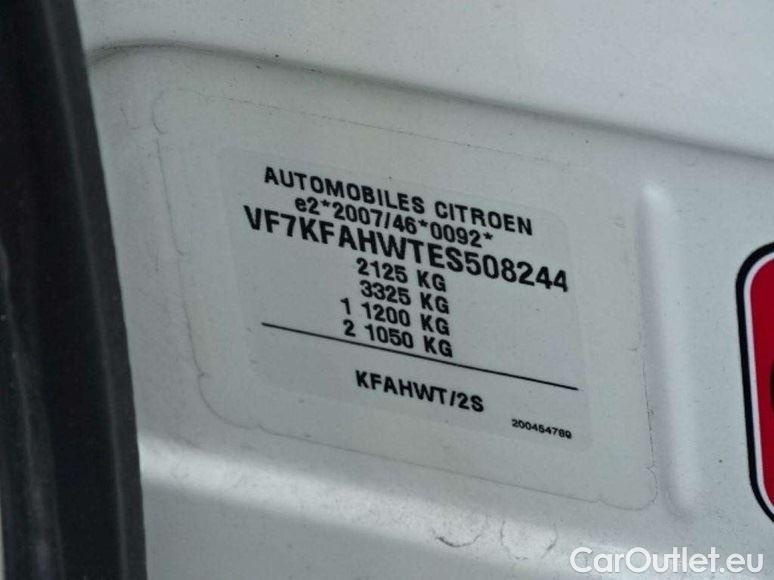 AUTOMOBILES CITROEN
e2*2007/46*0092*
VF7KFAHWTES508244
2125 KG
3325 KG
1 1200 KG
2 1050 KG
KFAHWT/2S
200454789
CarOutlet.eu